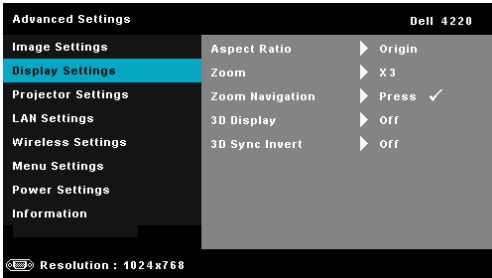 Advanced Settings Dell 4220
Image Settings
Display Settings
Projector Settings
LAN Settings
Wireless Settings
Menu Settings
Power Settings
Information
Aspect Ratio Origin
Zoom X3
Zoom Navigation Press ✓
3D Display Off
3D Sync Invert Off
Resolution : 1024x768